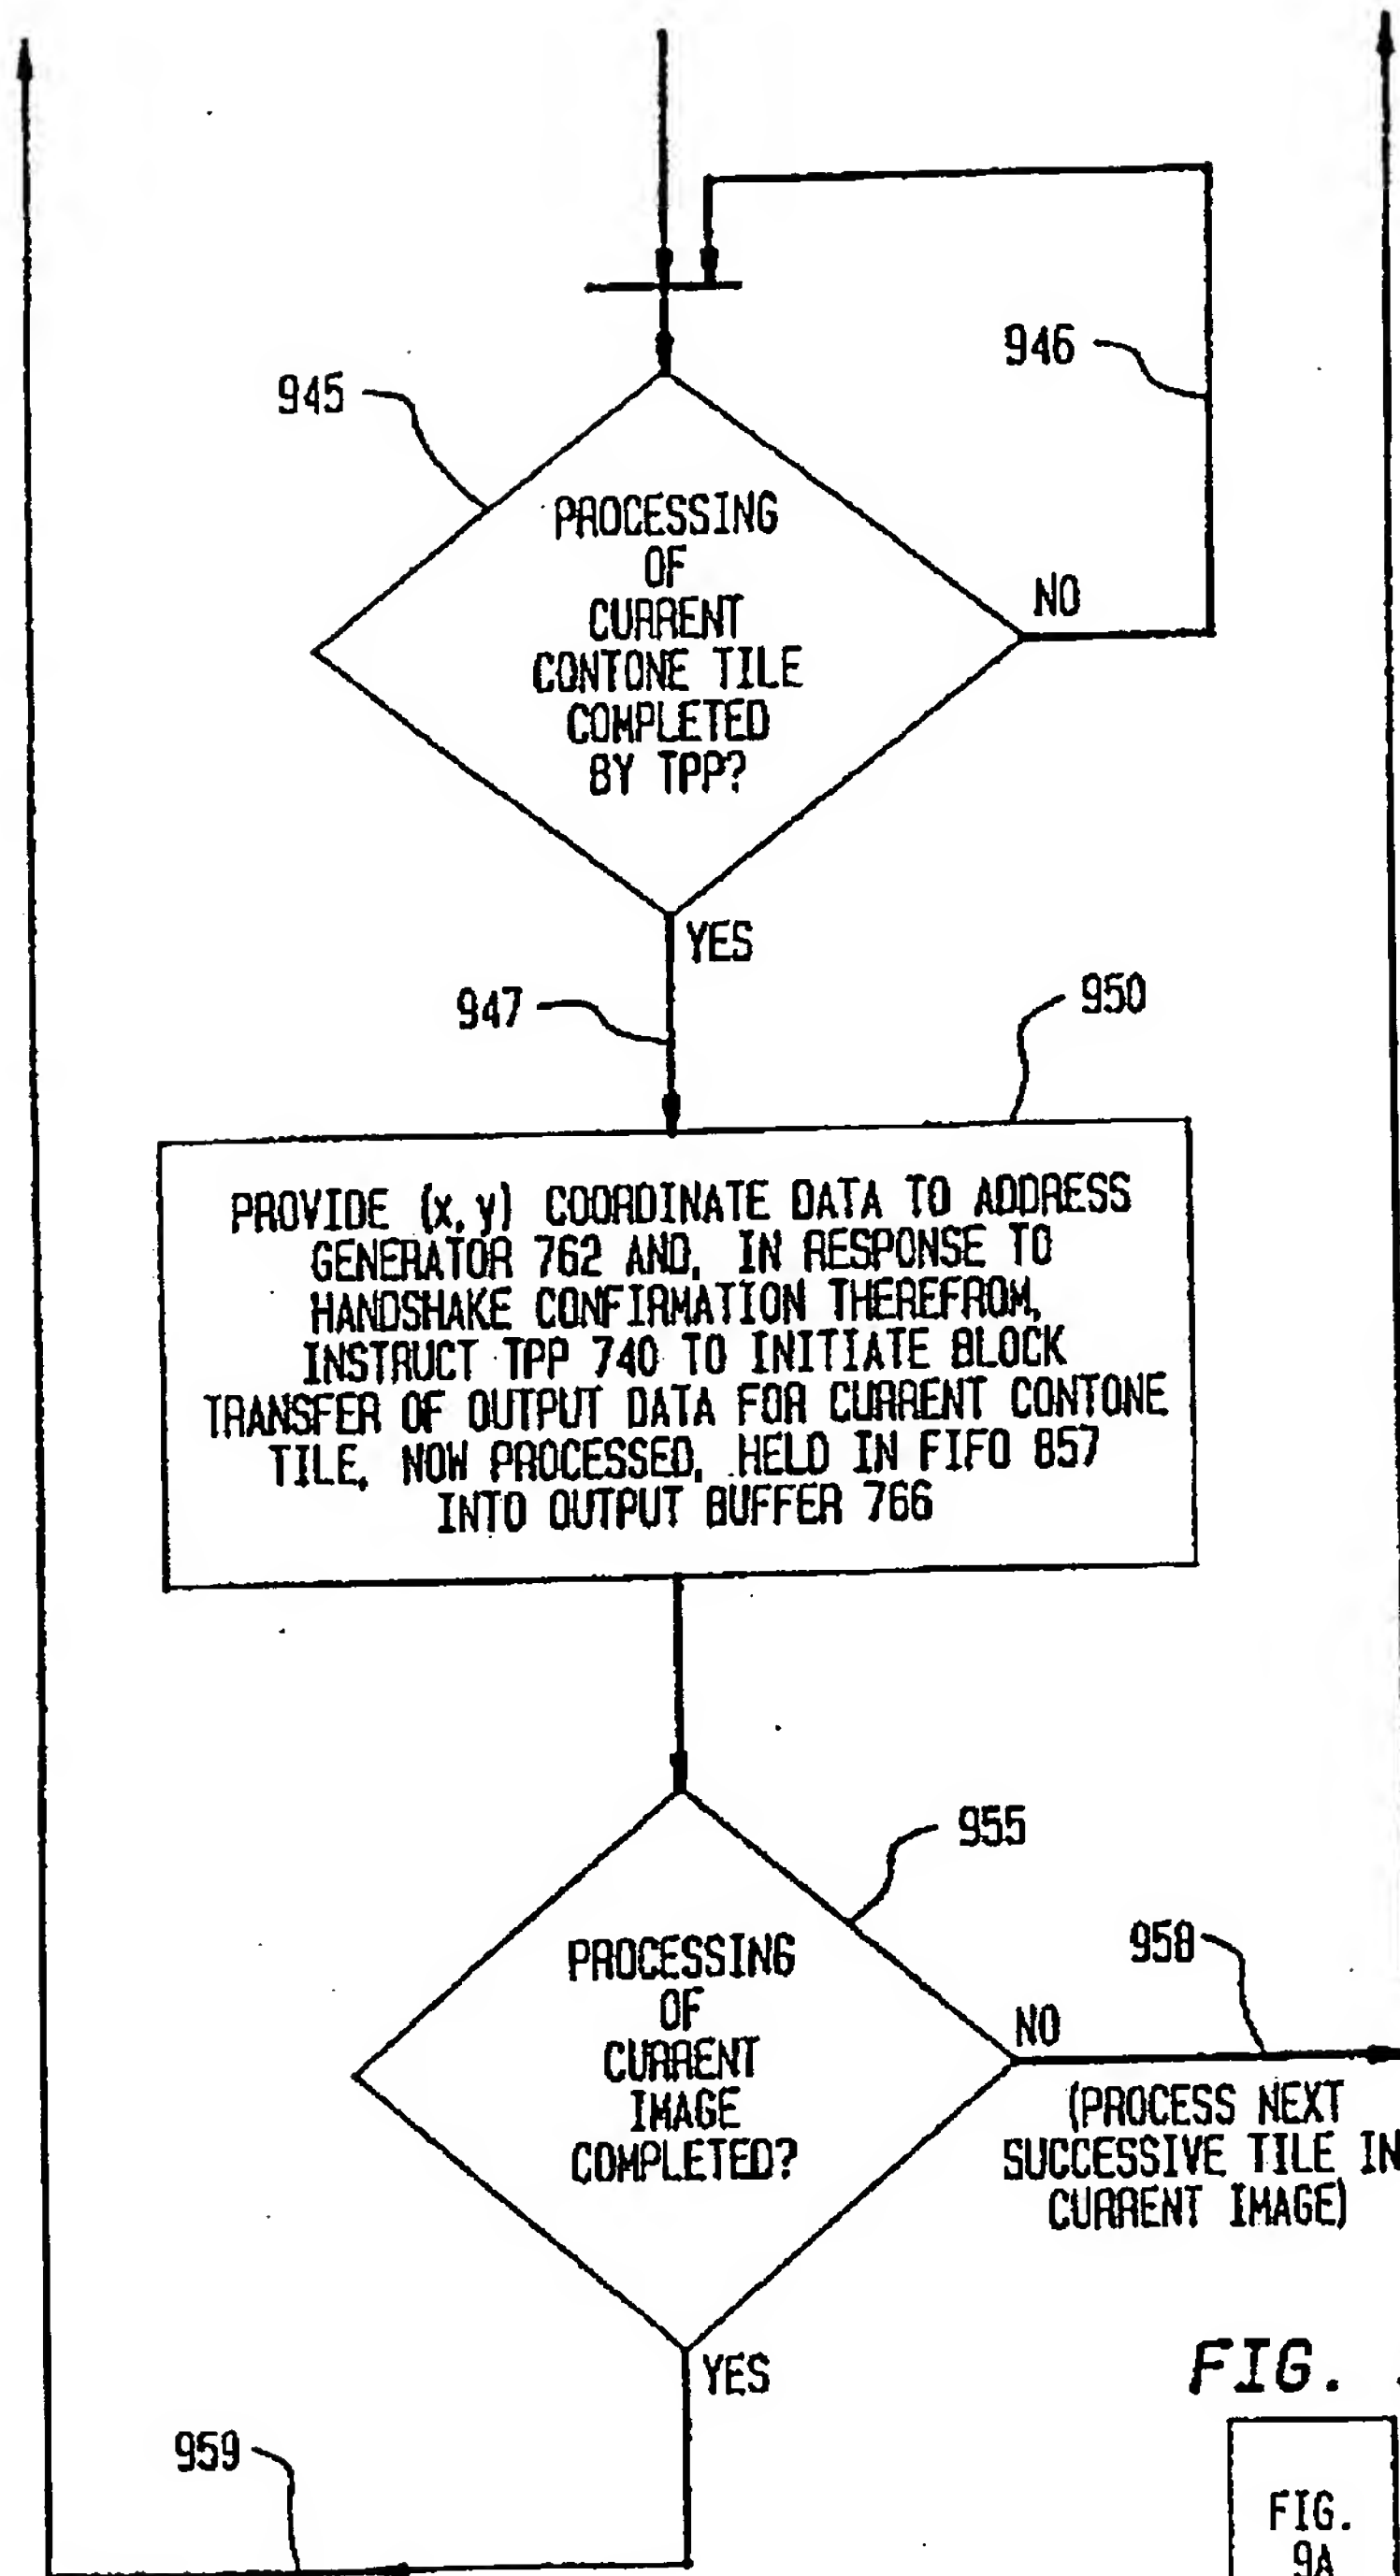 946
945
PROCESSING
OF
CURRENT
CONTONE TILE
COMPLETED
BY TPP?
NO
YES
947
950
PROVIDE (x, y) COORDINATE DATA TO ADDRESS
GENERATOR 762 AND, IN RESPONSE TO
HANDSHAKE CONFIRMATION THEREFROM,
INSTRUCT TPP 740 TO INITIATE BLOCK
TRANSFER OF OUTPUT DATA FOR CURRENT CONTONE
TILE, NOW PROCESSED, HELD IN FIFO 857
INTO OUTPUT BUFFER 766
955
958
PROCESSING
OF
CURRENT
IMAGE
COMPLETED?
NO
(PROCESS NEXT
SUCCESSIVE TILE IN
CURRENT IMAGE)
YES
FIG.
959
FIG.
9A